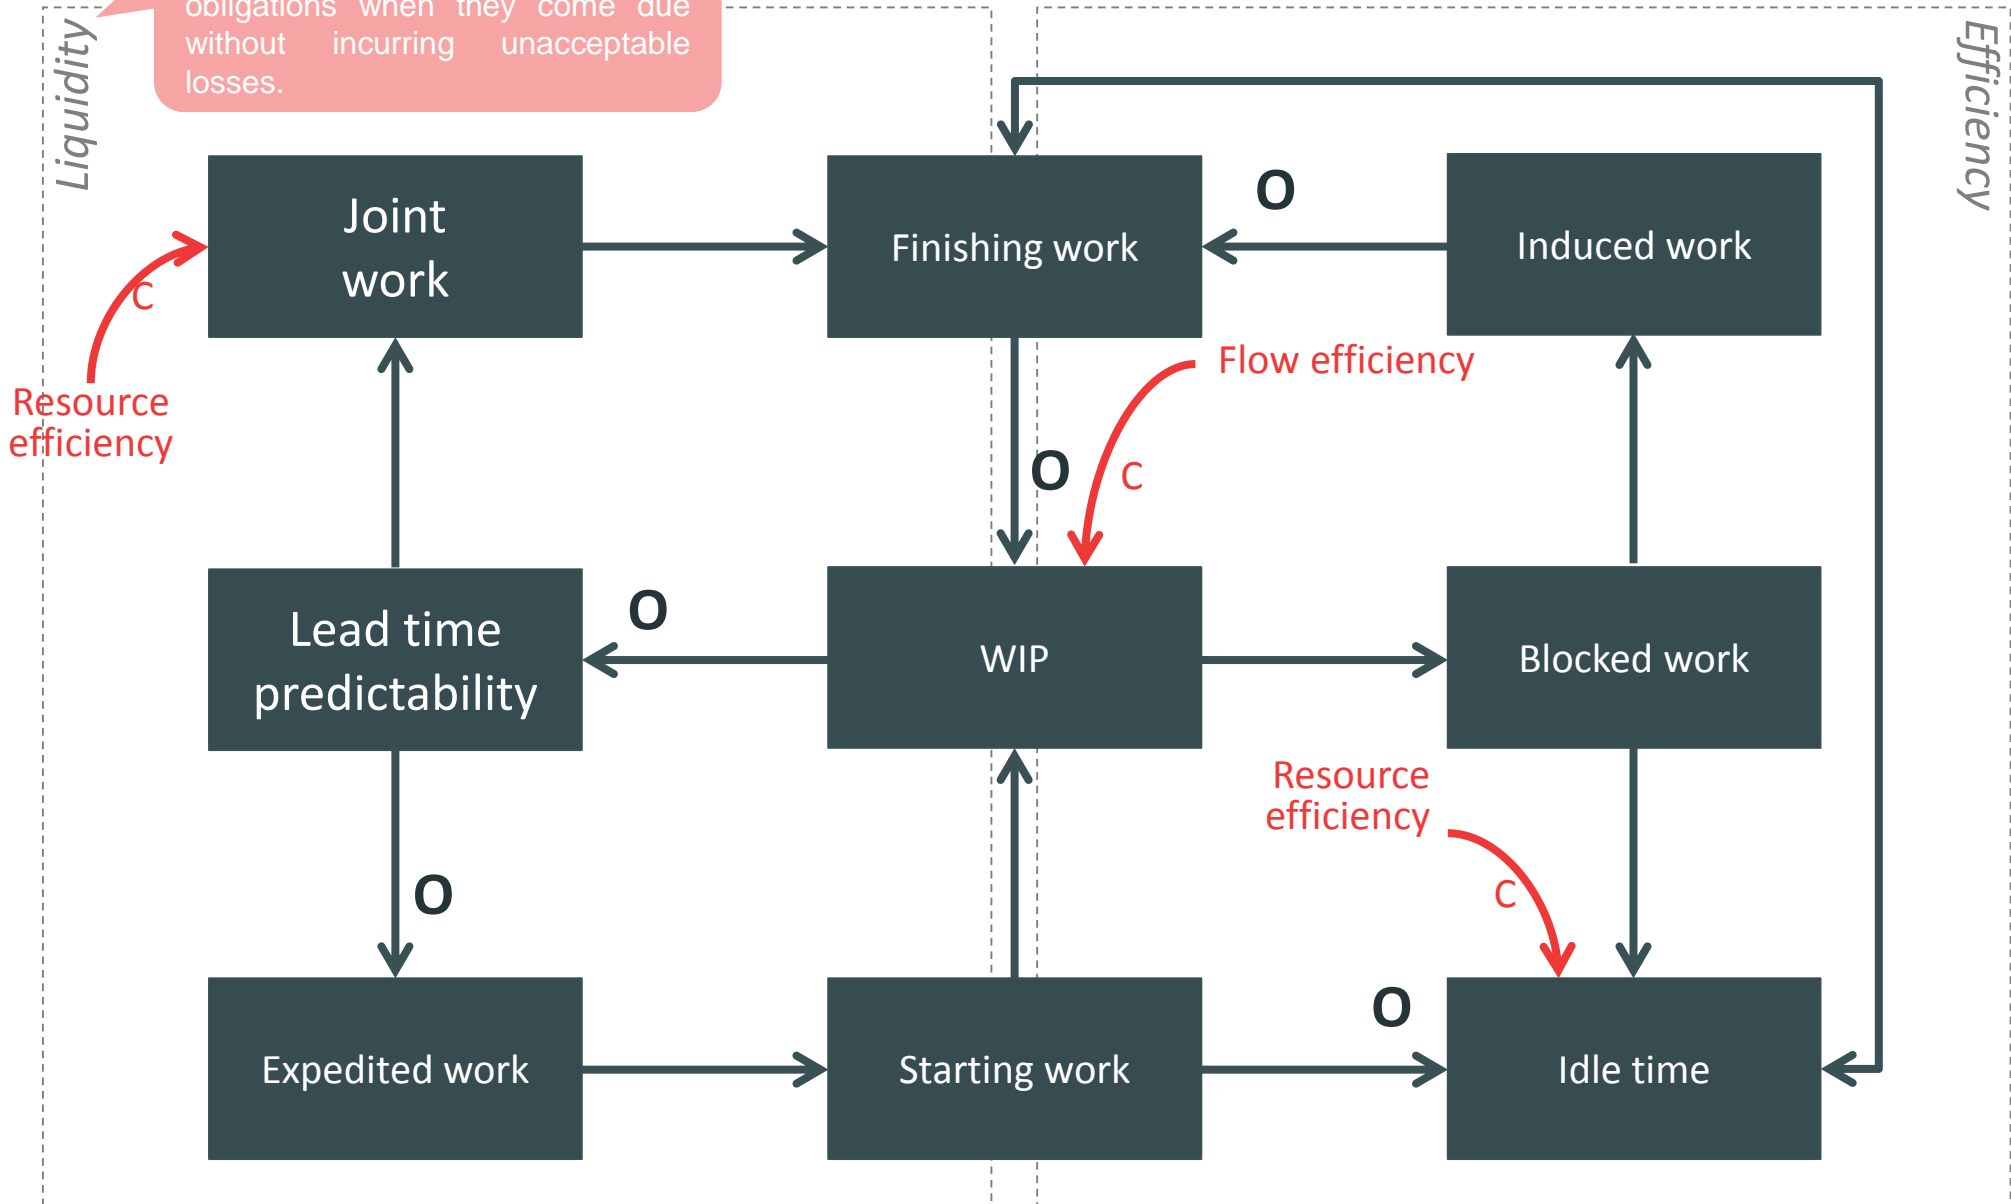 obligations when they come due
without incurring unacceptable
losses.
Liquidity
Efficiency
Joint
work
Finishing work
O
Induced work
C
Resource
efficiency
Flow efficiency
O
C
Lead time
predictability
O
WIP
Blocked work
Resource
efficiency
C
O
Expedited work
Starting work
O
Idle time